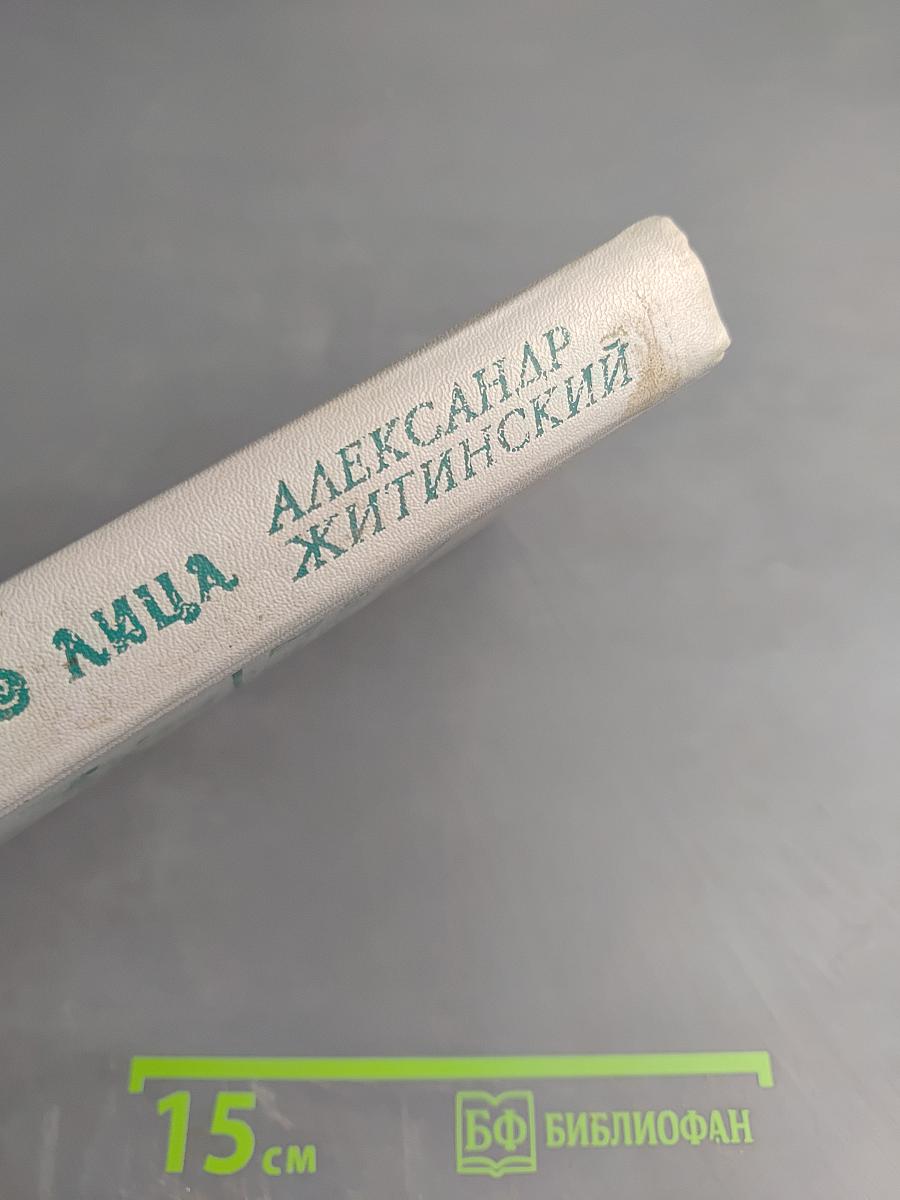 АЛЕКСАНДР
ЖИТИНСКИЙ
ЛИЦА
15 см
БФ БИБЛИОФАН